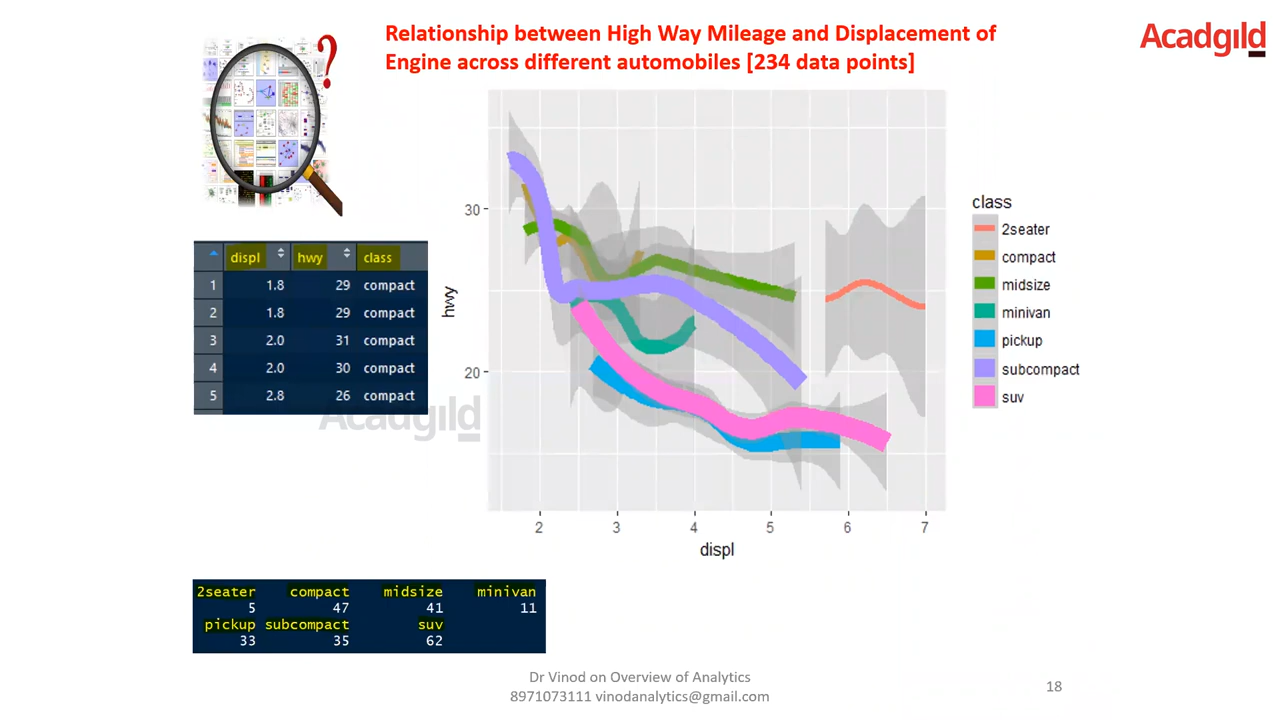 Relationship between High Way Mileage and Displacement of
Engine across different automobiles [234 data points]
Acadgild
displ hwy class
1 1.8 29 compact
2 1.8 29 compact
3 2.0 31 compact
4 2.0 30 compact
5 2.8 26 compact
Acadgild
hwy
30
20
2 3 4 5 6 7
displ
class
2seater
compact
midsize
minivan
pickup
subcompact
suv
2seater compact midsize minivan
5 47 41 11
pickup subcompact suv
33 35 62
Dr Vinod on Overview of Analytics
8971073111 vinodanalytics@gmail.com
18